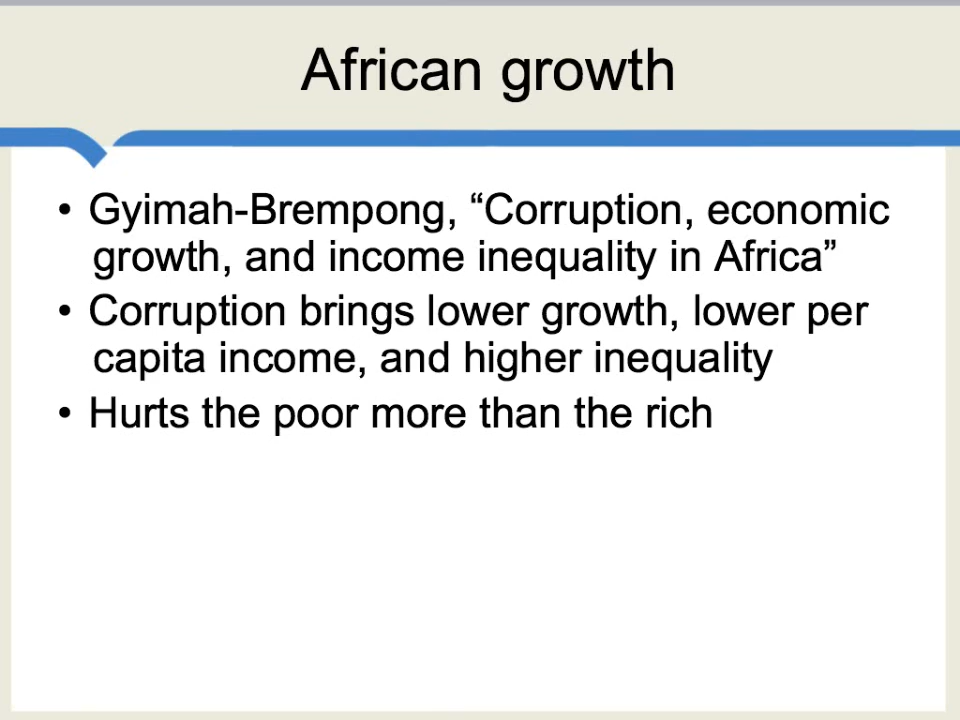 African growth
• Gyimah-Brempong, “Corruption, economic
growth, and income inequality in Africa”
• Corruption brings lower growth, lower per
capita income, and higher inequality
• Hurts the poor more than the rich